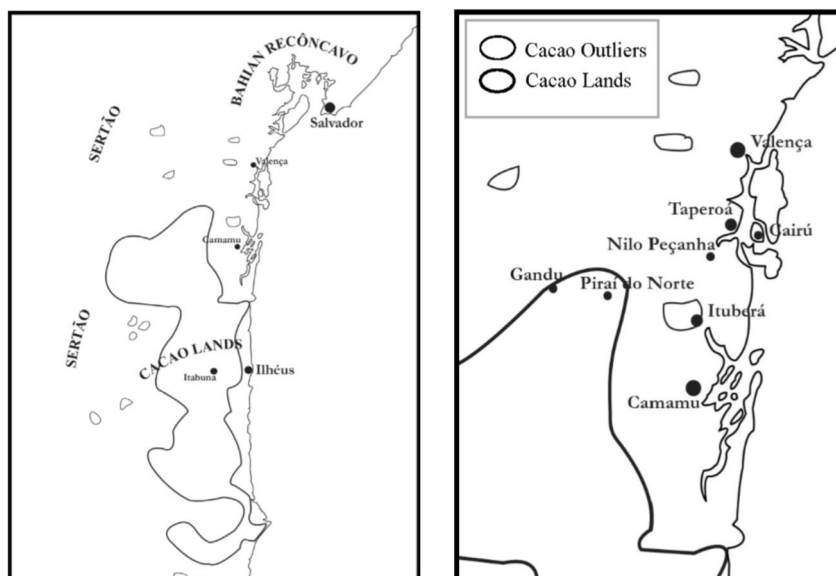 BAHIAN RECÔNCAVO
Salvador
SERTÃO
Valença
Camamu
SERTÃO
CACAO LANDS
Itabuna
Ilhéus
Cacao Outliers
Cacao Lands
Valença
Taperoá
Cairú
Nilo Peçanha
Gandu
Piraí do Norte
Ituberá
Camamu